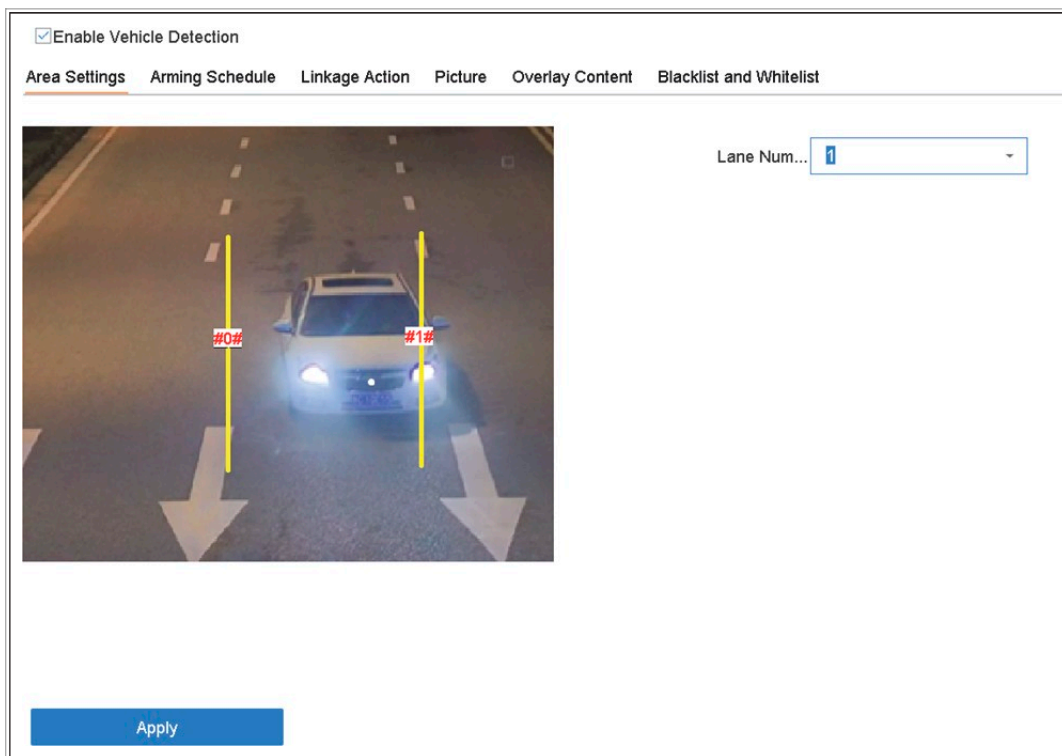 Enable Vehicle Detection
Area Settings Arming Schedule Linkage Action Picture Overlay Content Blacklist and Whitelist
Lane Num... 1
#0# #1#
Apply